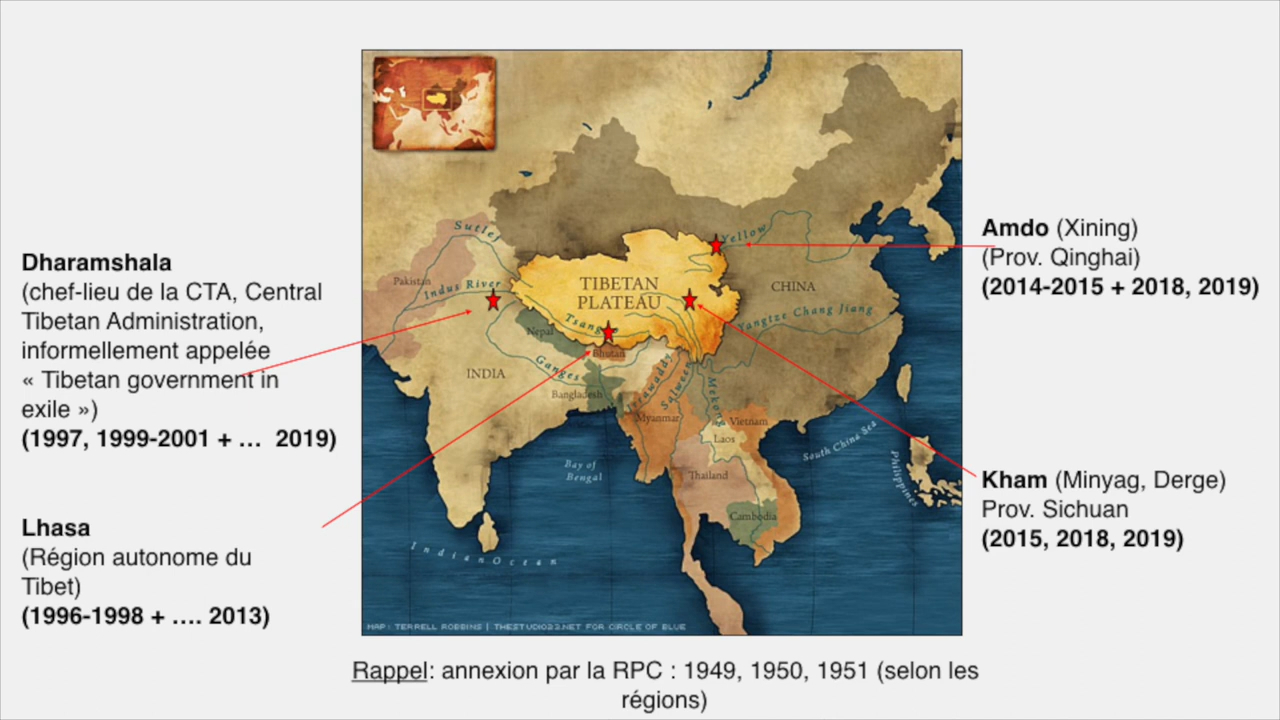 Dharamshala
(chef-lieu de la CTA, Central
Tibetan Administration,
informellement appelée
« Tibetan government in
exile »)
(1997, 1999-2001 + … 2019)
Lhasa
(Région autonome du
Tibet)
(1996-1998 + …. 2013)
Sutlej
Yellow
Pakistan
Indus River
TIBETAN
PLATEAU
CHINA
Tsangpo
Yangtze Chang Jiang
Nepal
Bhutan
INDIA
Ganges
Bangladesh
Irrawaddy
Salween
Mekong
Myanmar
Vietnam
Laos
South China Sea
Bay of
Bengal
Thailand
Philippines
Cambodia
Indian Ocean
MAP : TERRELL ROBBINS | THESTUDIO22.NET FOR CIRCLE OF BLUE
Amdo (Xining)
(Prov. Qinghai)
(2014-2015 + 2018, 2019)
Kham (Minyag, Derge)
Prov. Sichuan
(2015, 2018, 2019)
Rappel: annexion par la RPC : 1949, 1950, 1951 (selon les
régions)